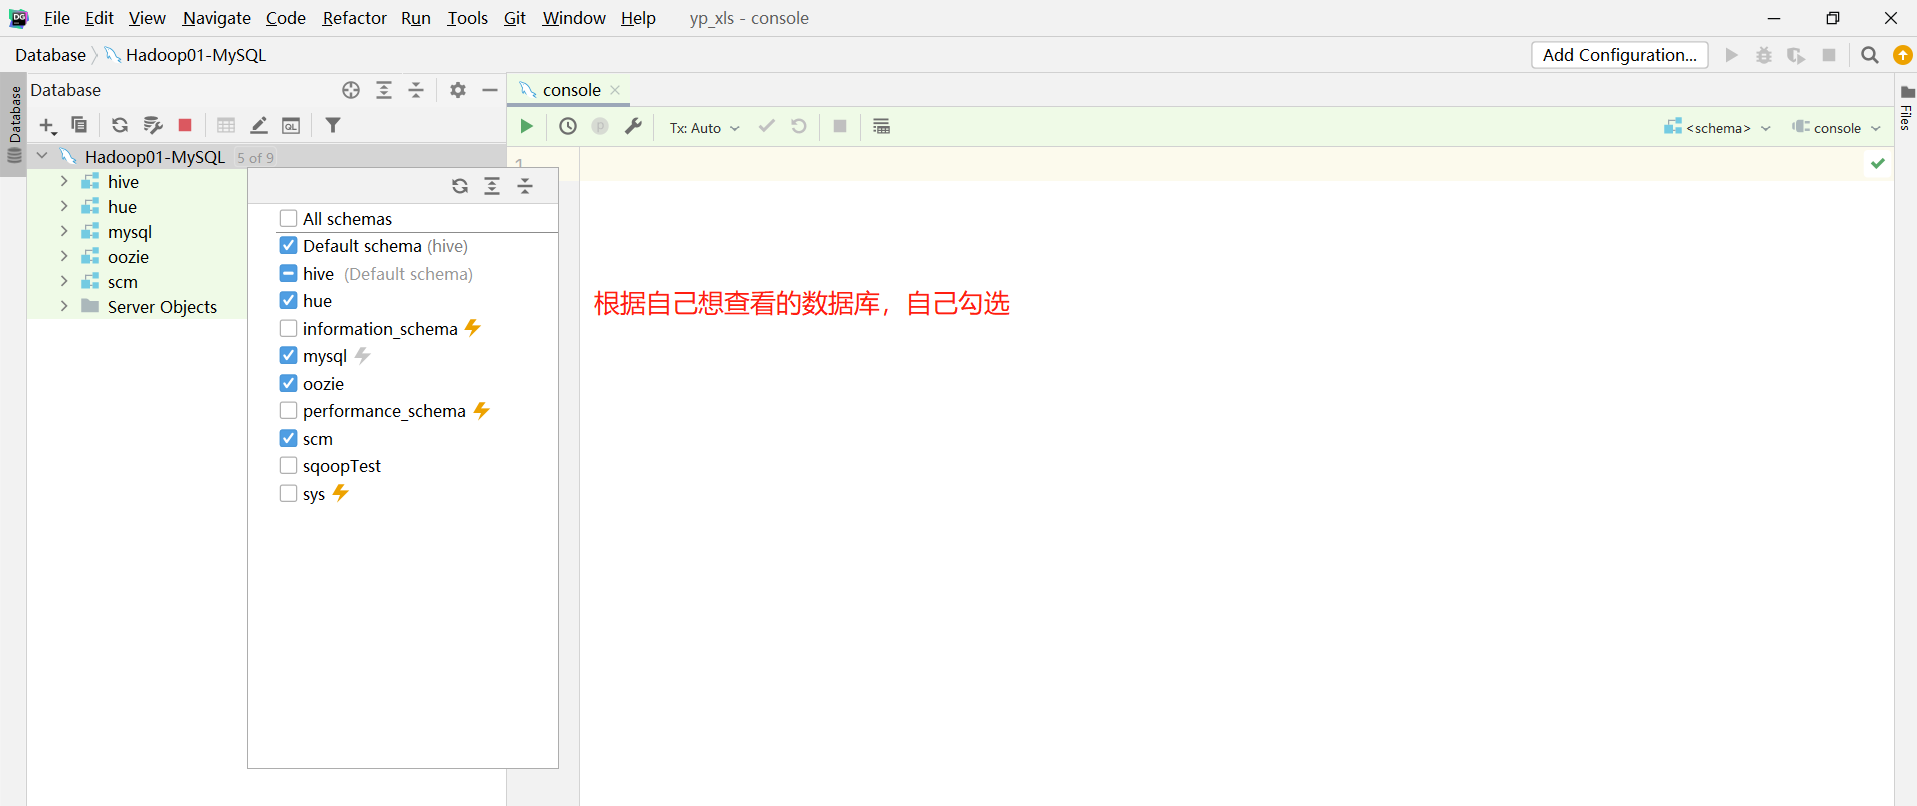 File Edit View Navigate Code Refactor Run Tools Git Window Help yp_xls - console
Database Hadoop01-MySQL Add Configuration...
Database
Database
console
Tx: Auto
<schema>
console
Files
Hadoop01-MySQL 5 of 9
1
hive
hue
mysql
oozie
scm
Server Objects
All schemas
Default schema (hive)
hive (Default schema)
hue
information_schema
mysql
oozie
performance_schema
scm
sqoopTest
sys
根据自己想查看的数据库，自己勾选